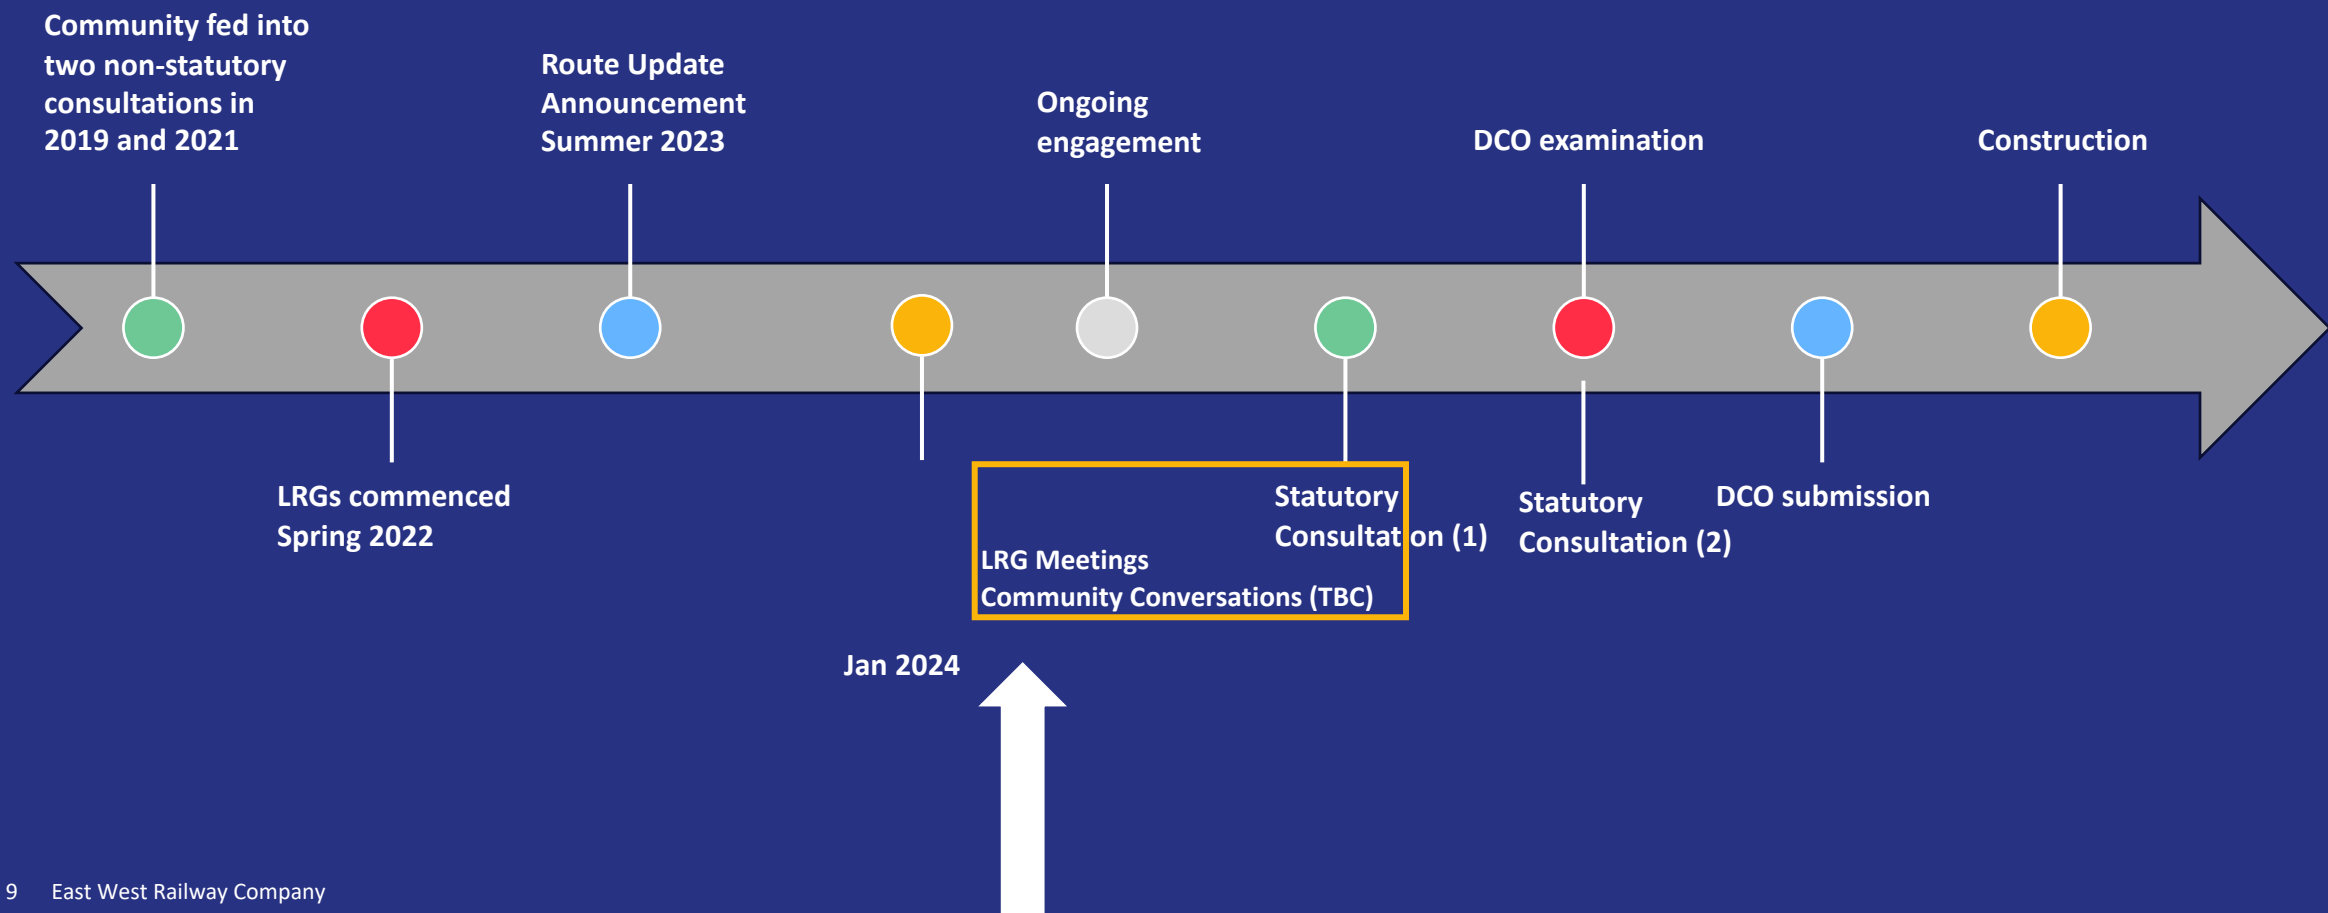 Community fed into
two non-statutory
consultations in
2019 and 2021
Route Update
Announcement
Summer 2023
Ongoing
engagement
DCO examination
Construction
LRGs commenced
Spring 2022
LRG Meetings
Community Conversations (TBC)
Statutory
Consultation (1)
Statutory
Consultation (2)
DCO submission
Jan 2024
9 East West Railway Company